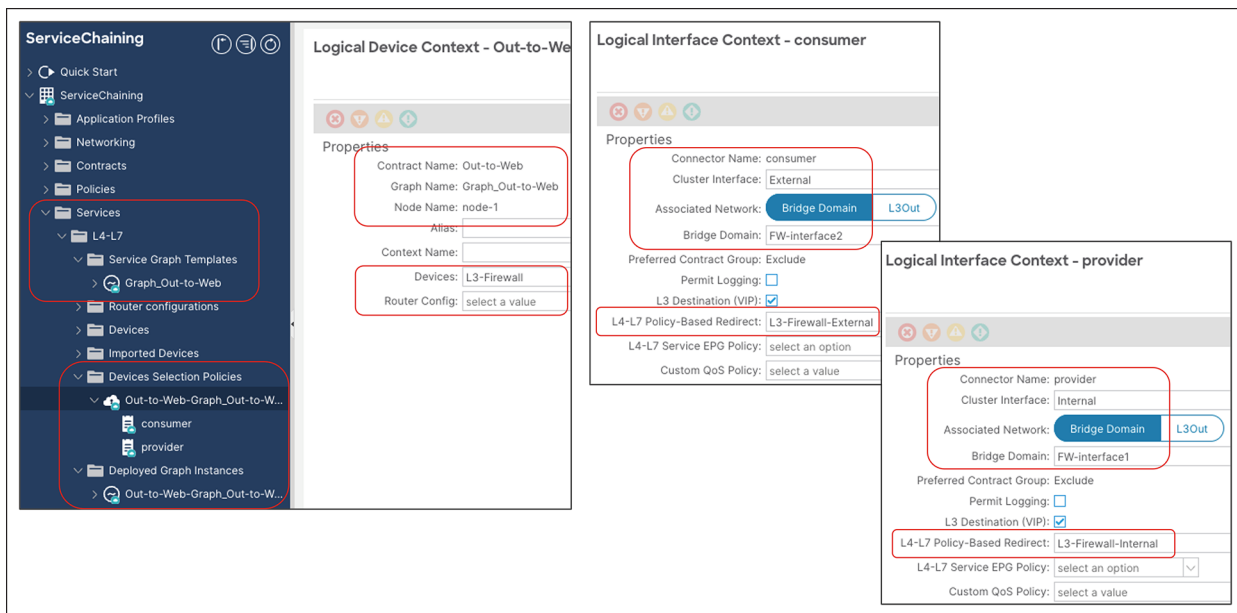 ServiceChaining
Quick Start
ServiceChaining
Application Profiles
Networking
Contracts
Policies
Services
L4-L7
Service Graph Templates
Graph_Out-to-Web
Router configurations
Devices
Imported Devices
Devices Selection Policies
Out-to-Web-Graph_Out-to-W...
consumer
provider
Deployed Graph Instances
Out-to-Web-Graph_Out-to-W...
Logical Device Context - Out-to-We
Properties
Contract Name: Out-to-Web
Graph Name: Graph_Out-to-Web
Node Name: node-1
Alias:
Context Name:
Devices: L3-Firewall
Router Config: select a value
Logical Interface Context - consumer
Properties
Connector Name: consumer
Cluster Interface: External
Associated Network: Bridge Domain L3Out
Bridge Domain: FW-interface2
Preferred Contract Group: Exclude
Permit Logging:
L3 Destination (VIP):
L4-L7 Policy-Based Redirect: L3-Firewall-External
L4-L7 Service EPG Policy: select an option
Custom QoS Policy: select a value
Logical Interface Context - provider
Properties
Connector Name: provider
Cluster Interface: Internal
Associated Network: Bridge Domain L3Out
Bridge Domain: FW-interface1
Preferred Contract Group: Exclude
Permit Logging:
L3 Destination (VIP):
L4-L7 Policy-Based Redirect: L3-Firewall-Internal
L4-L7 Service EPG Policy: select an option
Custom QoS Policy: select a value